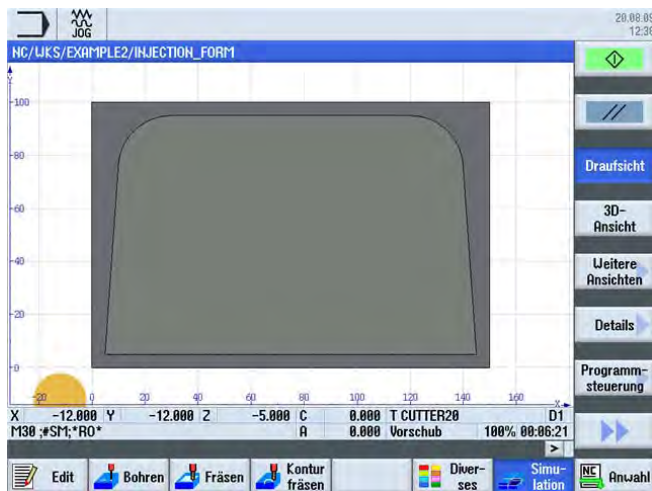 JOG
20.08.09
12:36
NC/WKS/EXAMPLE2/INJECTION_FORM
Y
100
80
60
40
20
0
-20 0 20 40 60 80 100 120 140 160 X
Draufsicht
3D-
Ansicht
Weitere
Ansichten
Details
Programm-
steuerung
X -12.000 Y -12.000 Z -5.000 C 0.000 T CUTTER20 D1
M30 ;#SM;*RO* A 0.000 Vorschub 100% 00:06:21
>
Edit
Bohren
Fräsen
Kontur
fräsen
Diver-
ses
Simu-
lation
NC
Anwahl